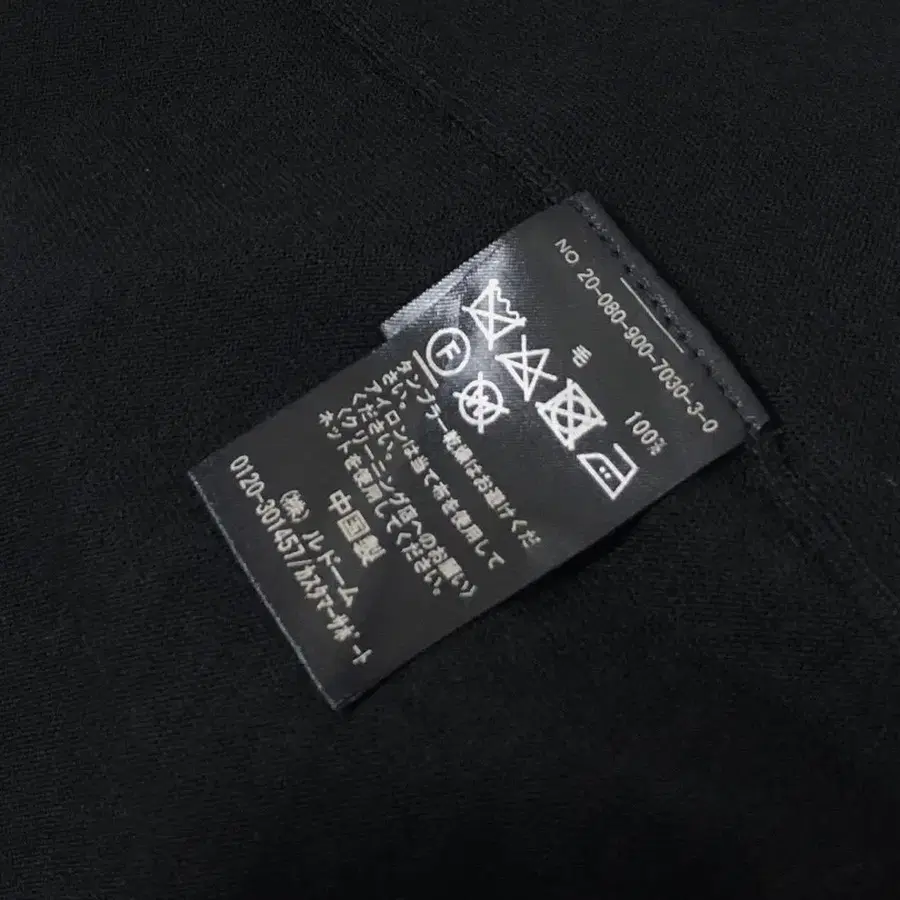 NO 20-080-900-7030-3-0
毛 100%
F
W
タンブラー乾燥はお避けくだ
さい。
アイロンは当て布を使用して
ください。
〈クリーニング店へのお願い〉
ネットを使用してください。
中国製
(株)ルドーム
0120-301457/カスタマーサポート